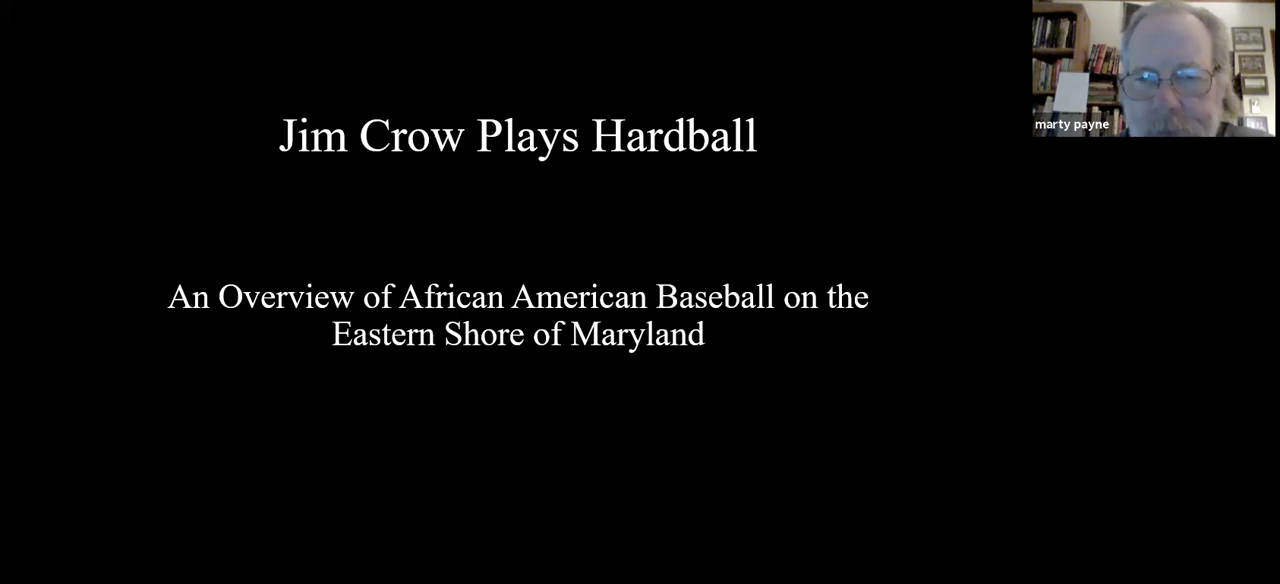 Jim Crow Plays Hardball
marty payne
An Overview of African American Baseball on the
Eastern Shore of Maryland